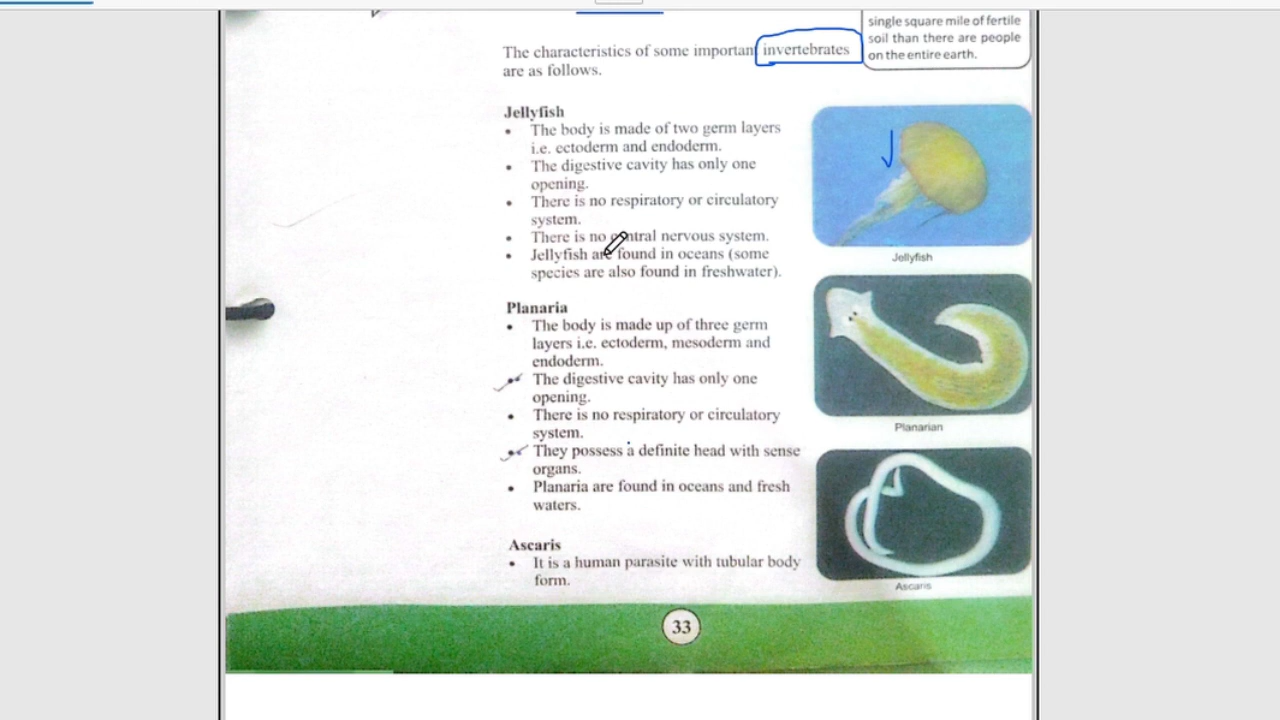 single square mile of fertile
soil than there are people
on the entire earth.
The characteristics of some important invertebrates
are as follows.
Jellyfish
• The body is made of two germ layers
i.e. ectoderm and endoderm.
• The digestive cavity has only one
opening.
• There is no respiratory or circulatory
system.
• There is no central nervous system.
• Jellyfish are found in oceans (some
species are also found in freshwater).
Jellyfish
Planaria
• The body is made up of three germ
layers i.e. ectoderm, mesoderm and
endoderm.
• The digestive cavity has only one
opening.
• There is no respiratory or circulatory
system.
• They possess a definite head with sense
organs.
• Planaria are found in oceans and fresh
waters.
Planarian
Ascaris
• It is a human parasite with tubular body
form.
Ascaris
33